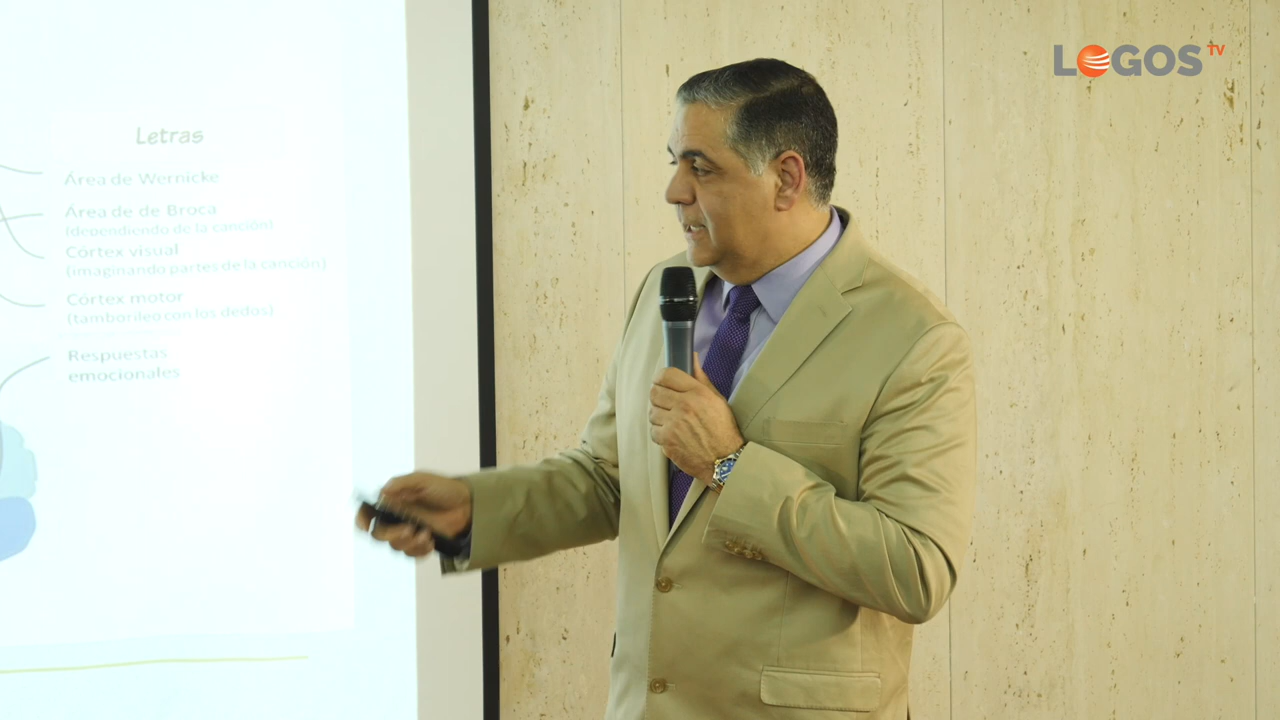 LOGOS TV
Letras
Área de Wernicke
Área de de Broca
(dependiendo de la canción)
Córtex visual
(imaginando partes de la canción)
Córtex motor
(tamborileo con los dedos)
Respuestas
emocionales